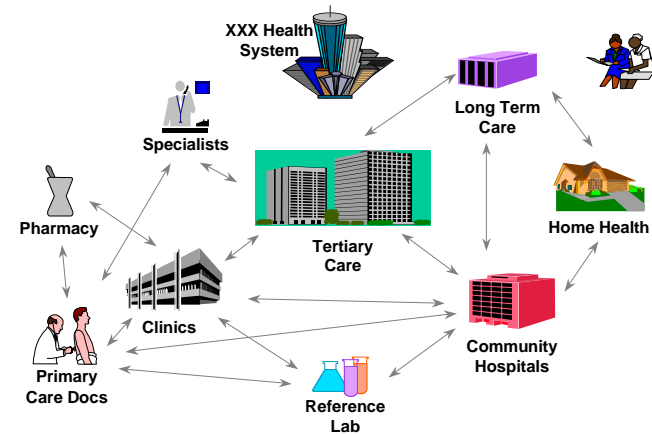 XXX Health
System
Long Term
Care
Specialists
Pharmacy
Home Health
Tertiary
Care
Clinics
Community
Hospitals
Primary
Care Docs
Reference
Lab